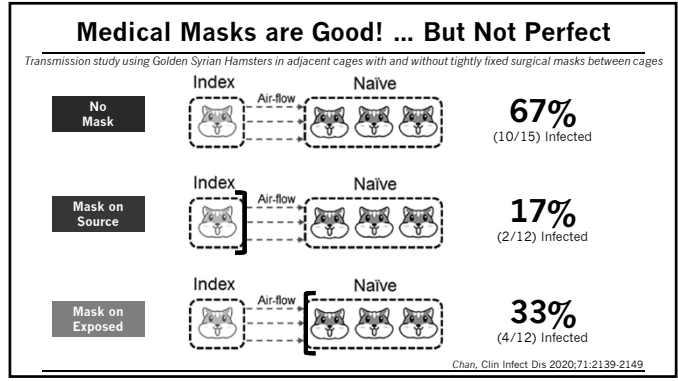 Medical Masks are Good! ... But Not Perfect
Transmission study using Golden Syrian Hamsters in adjacent cages with and without tightly fixed surgical masks between cages
No
Mask
Index
Air-flow
Naïve
67%
(10/15) Infected
Mask on
Source
Index
Air-flow
Naïve
17%
(2/12) Infected
Mask on
Exposed
Index
Air-flow
Naïve
33%
(4/12) Infected
Chan, Clin Infect Dis 2020;71:2139-2149